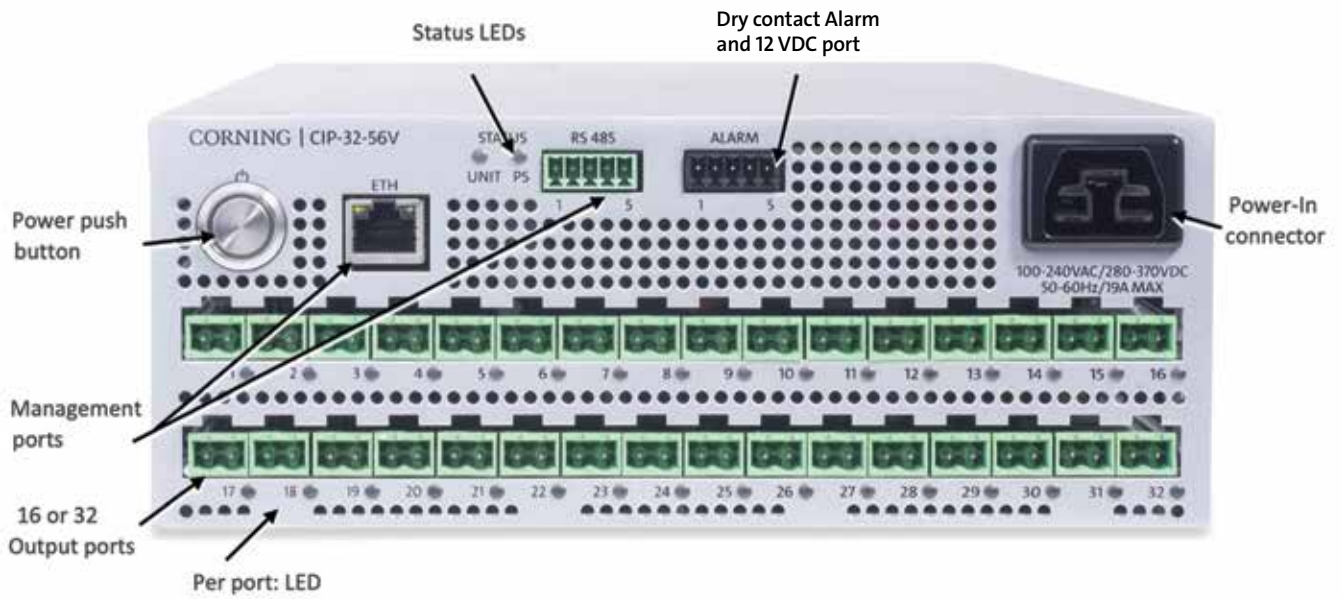 Status LEDs
Dry contact Alarm
and 12 VDC port
CORNING | CIP-32-56V
STATUS
RS 485
ALARM
UNIT PS
ETH
1 5
1 5
Power push
button
Power-In
connector
100-240VAC/280-370VDC
50-60Hz/19A MAX
1 2 3 4 5 6 7 8 9 10 11 12 13 14 15 16
Management
ports
17 18 19 20 21 22 23 24 25 26 27 28 29 30 31 32
16 or 32
Output ports
Per port: LED